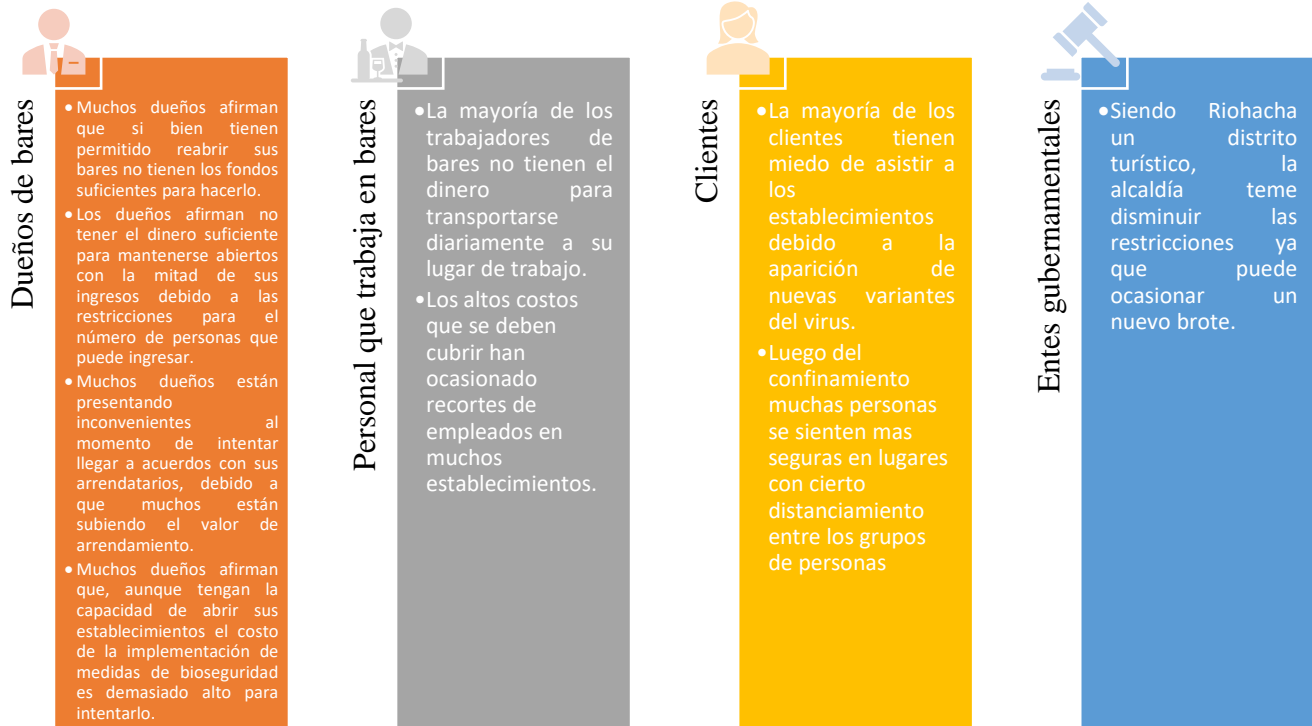 Dueños de bares
•Muchos dueños afirman
que si bien tienen
permitido reabrir sus
bares no tienen los fondos
suficientes para hacerlo.
•Los dueños afirman no
tener el dinero suficiente
para mantenerse abiertos
con la mitad de sus
ingresos debido a las
restricciones para el
número de personas que
puede ingresar.
•Muchos dueños están
presentando
inconvenientes al
momento de intentar
llegar a acuerdos con sus
arrendatarios, debido a
que muchos están
subiendo el valor de
arrendamiento.
•Muchos dueños afirman
que, aunque tengan la
capacidad de abrir sus
establecimientos el costo
de la implementación de
medidas de bioseguridad
es demasiado alto para
intentarlo.
Personal que trabaja en bares
•La mayoría de los
trabajadores de
bares no tienen el
dinero para
transportarse
diariamente a su
lugar de trabajo.
•Los altos costos
que se deben
cubrir han
ocasionado
recortes de
empleados en
muchos
establecimientos.
Clientes
•La mayoría de los
clientes tienen
miedo de asistir a
los
establecimientos
debido a la
aparición de
nuevas variantes
del virus.
•Luego del
confinamiento
muchas personas
se sienten mas
seguras en lugares
con cierto
distanciamiento
entre los grupos
de personas
Entes gubernamentales
•Siendo Riohacha
un distrito
turístico, la
alcaldía teme
disminuir las
restricciones ya
que puede
ocasionar un
nuevo brote.